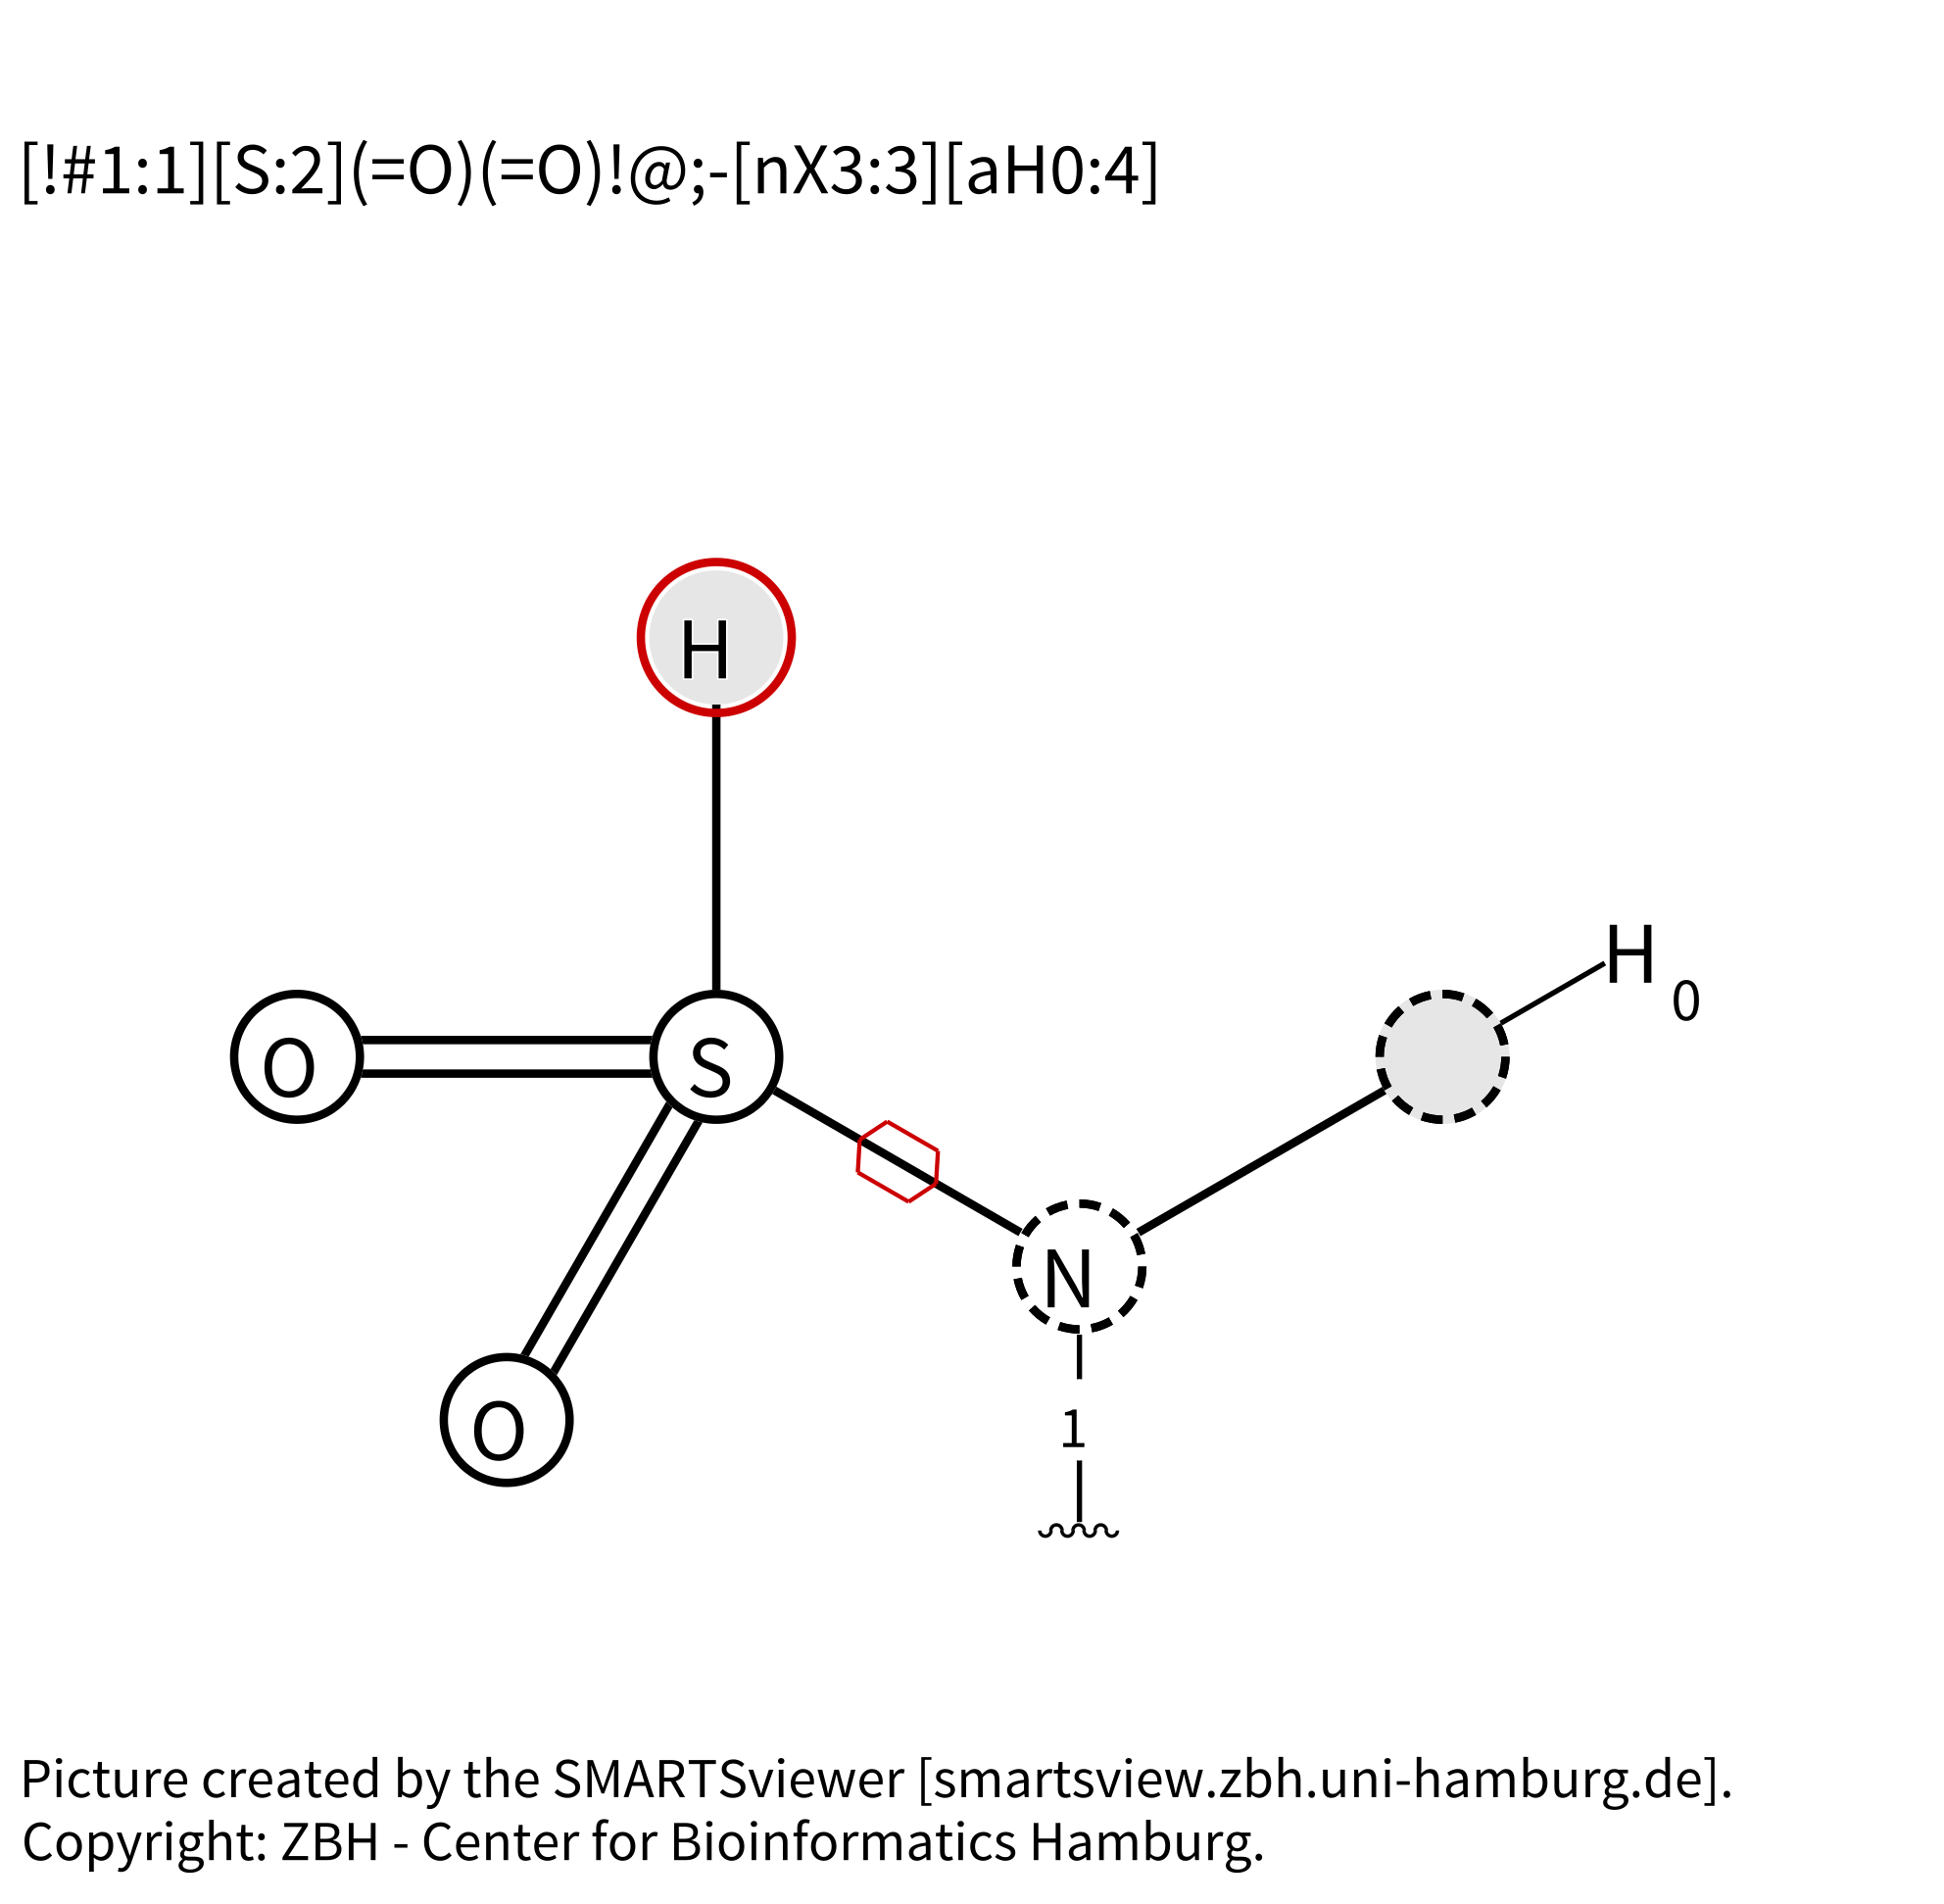 [!#1:1][S:2](=O)(=O)!@;-[nX3:3][aH0:4]
H
H
0
O
S
N
O
1
Picture created by the SMARTSviewer [smartsview.zbh.uni-hamburg.de].
Copyright: ZBH - Center for Bioinformatics Hamburg.